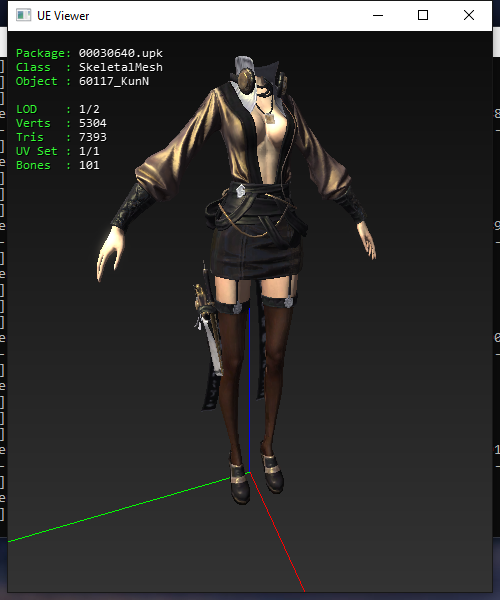 UE Viewer
Package: 00030640.upk
Class : SkeletalMesh
Object : 60117_KunN
LOD : 1/2
Verts : 5304
Tris : 7393
UV Set : 1/1
Bones : 101